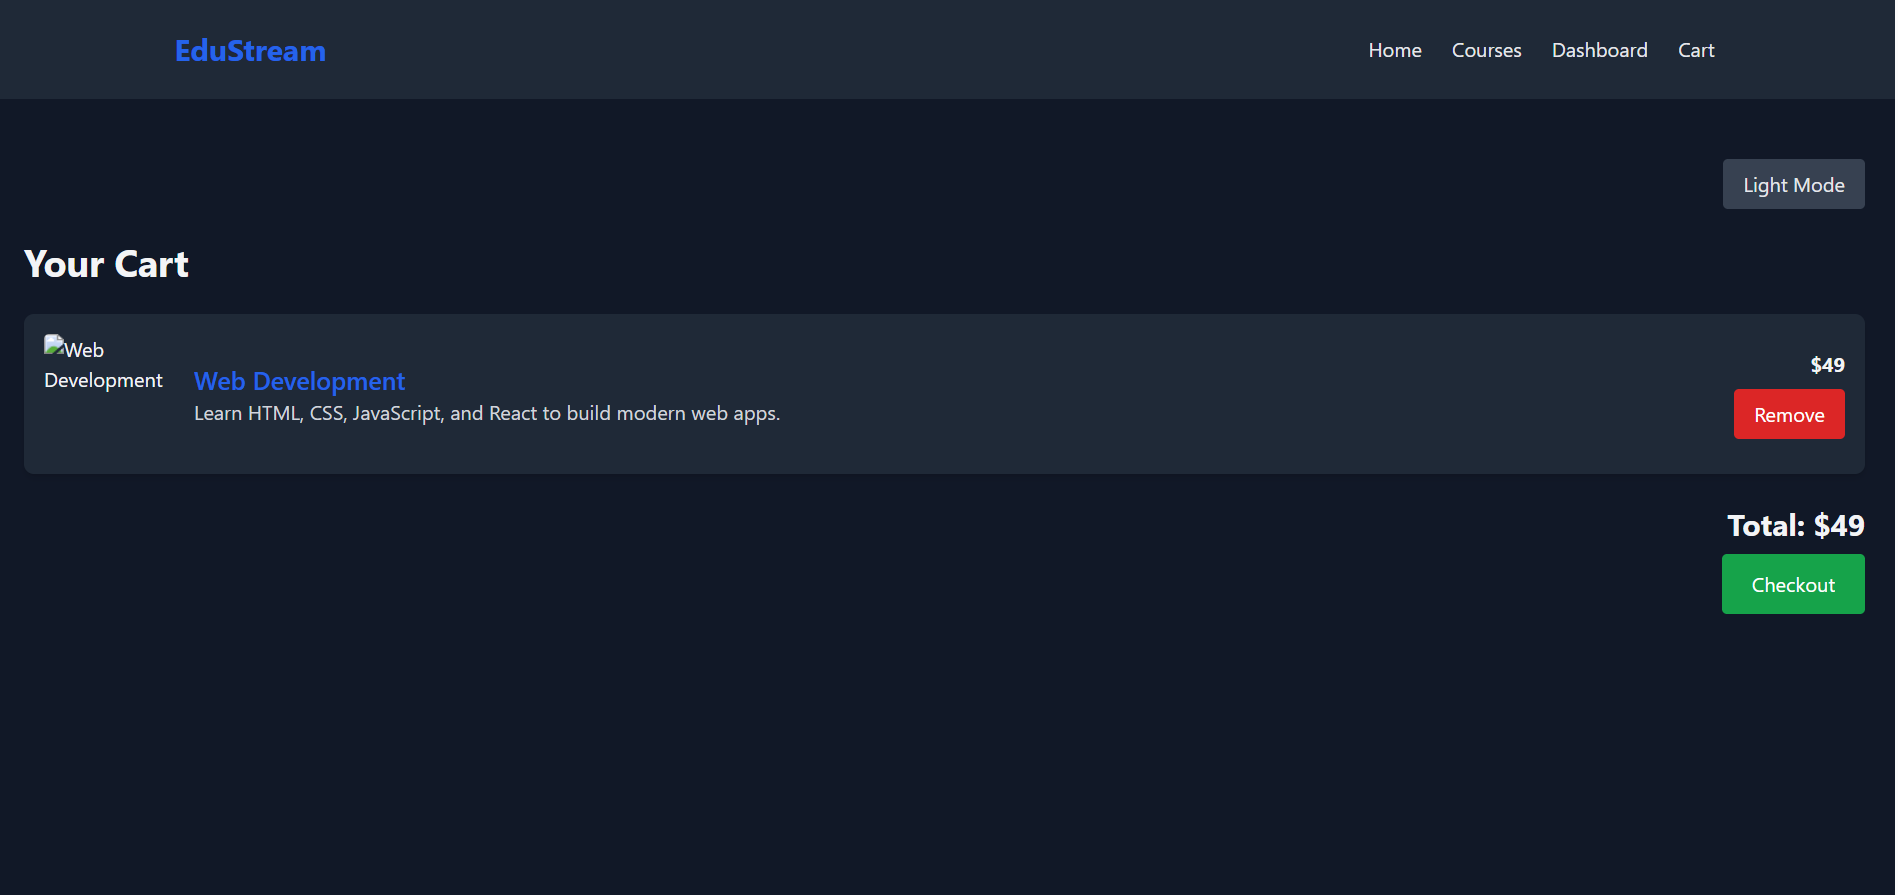 EduStream
Home Courses Dashboard Cart
Light Mode
Your Cart
Web
Development
Web Development
Learn HTML, CSS, JavaScript, and React to build modern web apps.
$49
Remove
Total: $49
Checkout